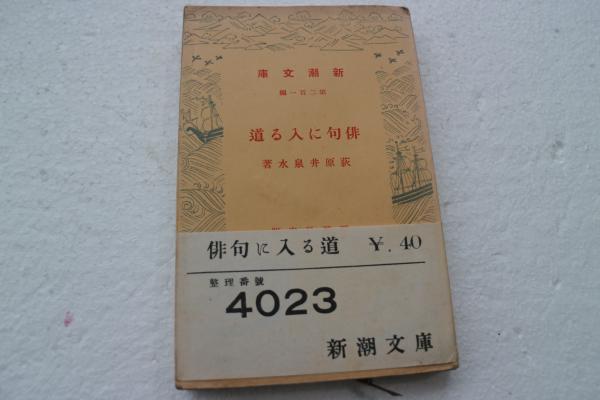 庫文潮新
編一百二第
道る入に句俳
著水泉井原荻
俳句に入る道 ¥.40
整理番號
4023
新潮文庫